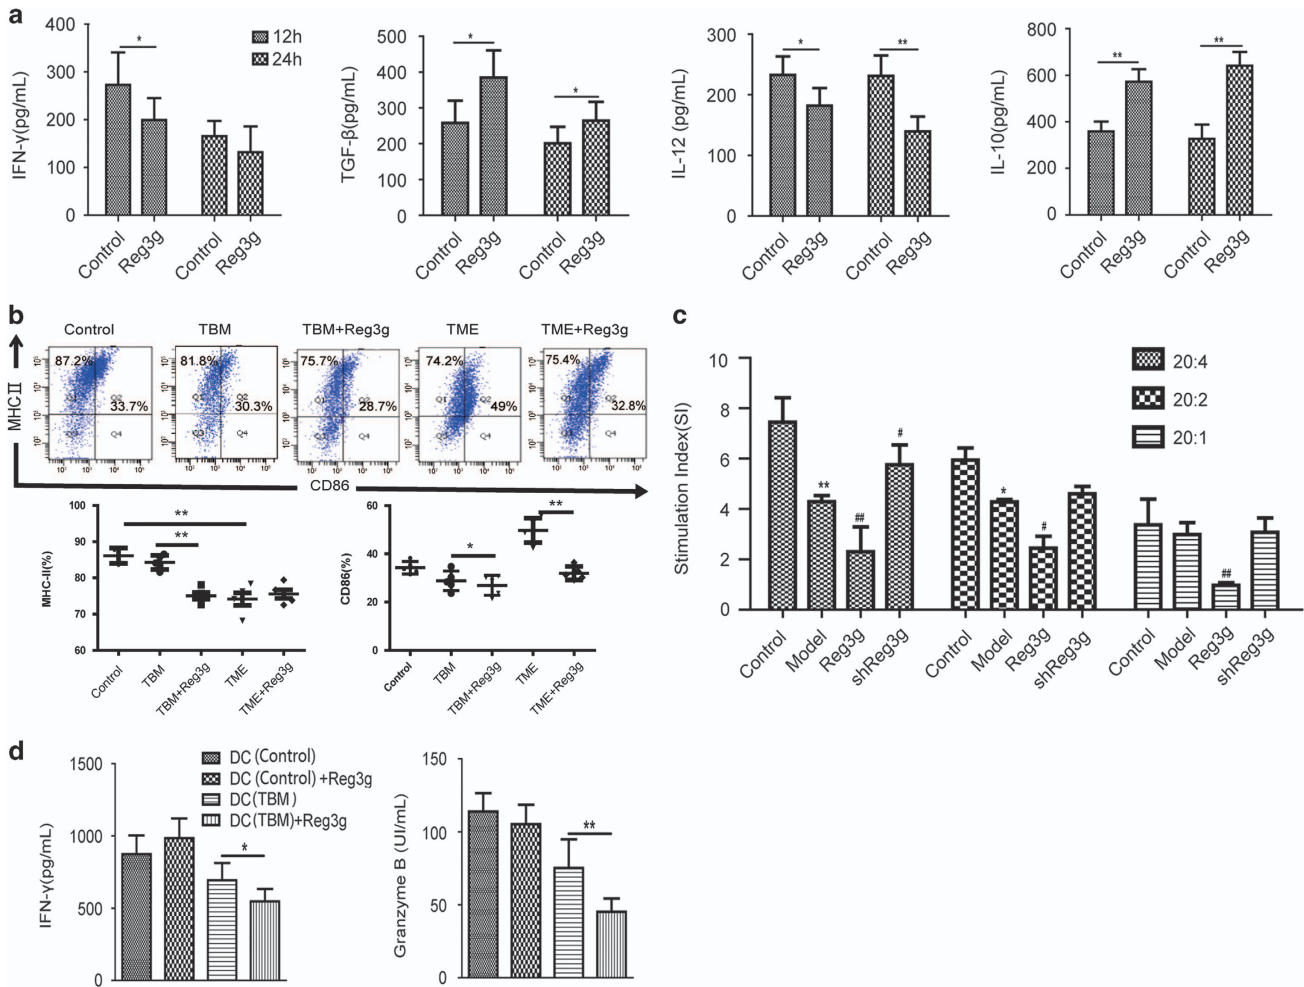 a
IFN-γ(pg/mL)
400
300
200
100
0
Control
Reg3g
Control
Reg3g
*
12h
24h
TGF-β(pg/mL)
500
400
300
200
100
0
Control
Reg3g
Control
Reg3g
*
*
IL-12 (pg/mL)
300
200
100
0
Control
Reg3g
Control
Reg3g
*
**
IL-10(pg/mL)
800
600
400
200
0
Control
Reg3g
Control
Reg3g
**
**
b
Control TBM TBM+Reg3g TME TME+Reg3g
87.2% 81.8% 75.7% 74.2% 75.4%
33.7% 30.3% 28.7% 49% 32.8%
MHCⅡ
CD86
MHC-II(%)
100
90
80
70
60
**
**
Control
TBM
TBM+Reg3g
TME
TME+Reg3g
CD86(%)
60
40
20
0
*
**
Control
TBM
TBM+Reg3g
TME
TME+Reg3g
c
Stimulation Index(SI)
10
8
6
4
2
0
20:4
20:2
20:1
**
##
#
*
#
##
Control
Model
Reg3g
shReg3g
Control
Model
Reg3g
shReg3g
Control
Model
Reg3g
shReg3g
d
IFN-γ(pg/mL)
1500
1000
500
0
DC (Control)
DC (Control) +Reg3g
DC(TBM)
DC(TBM)+Reg3g
*
Granzyme B (UI/mL)
150
100
50
0
**